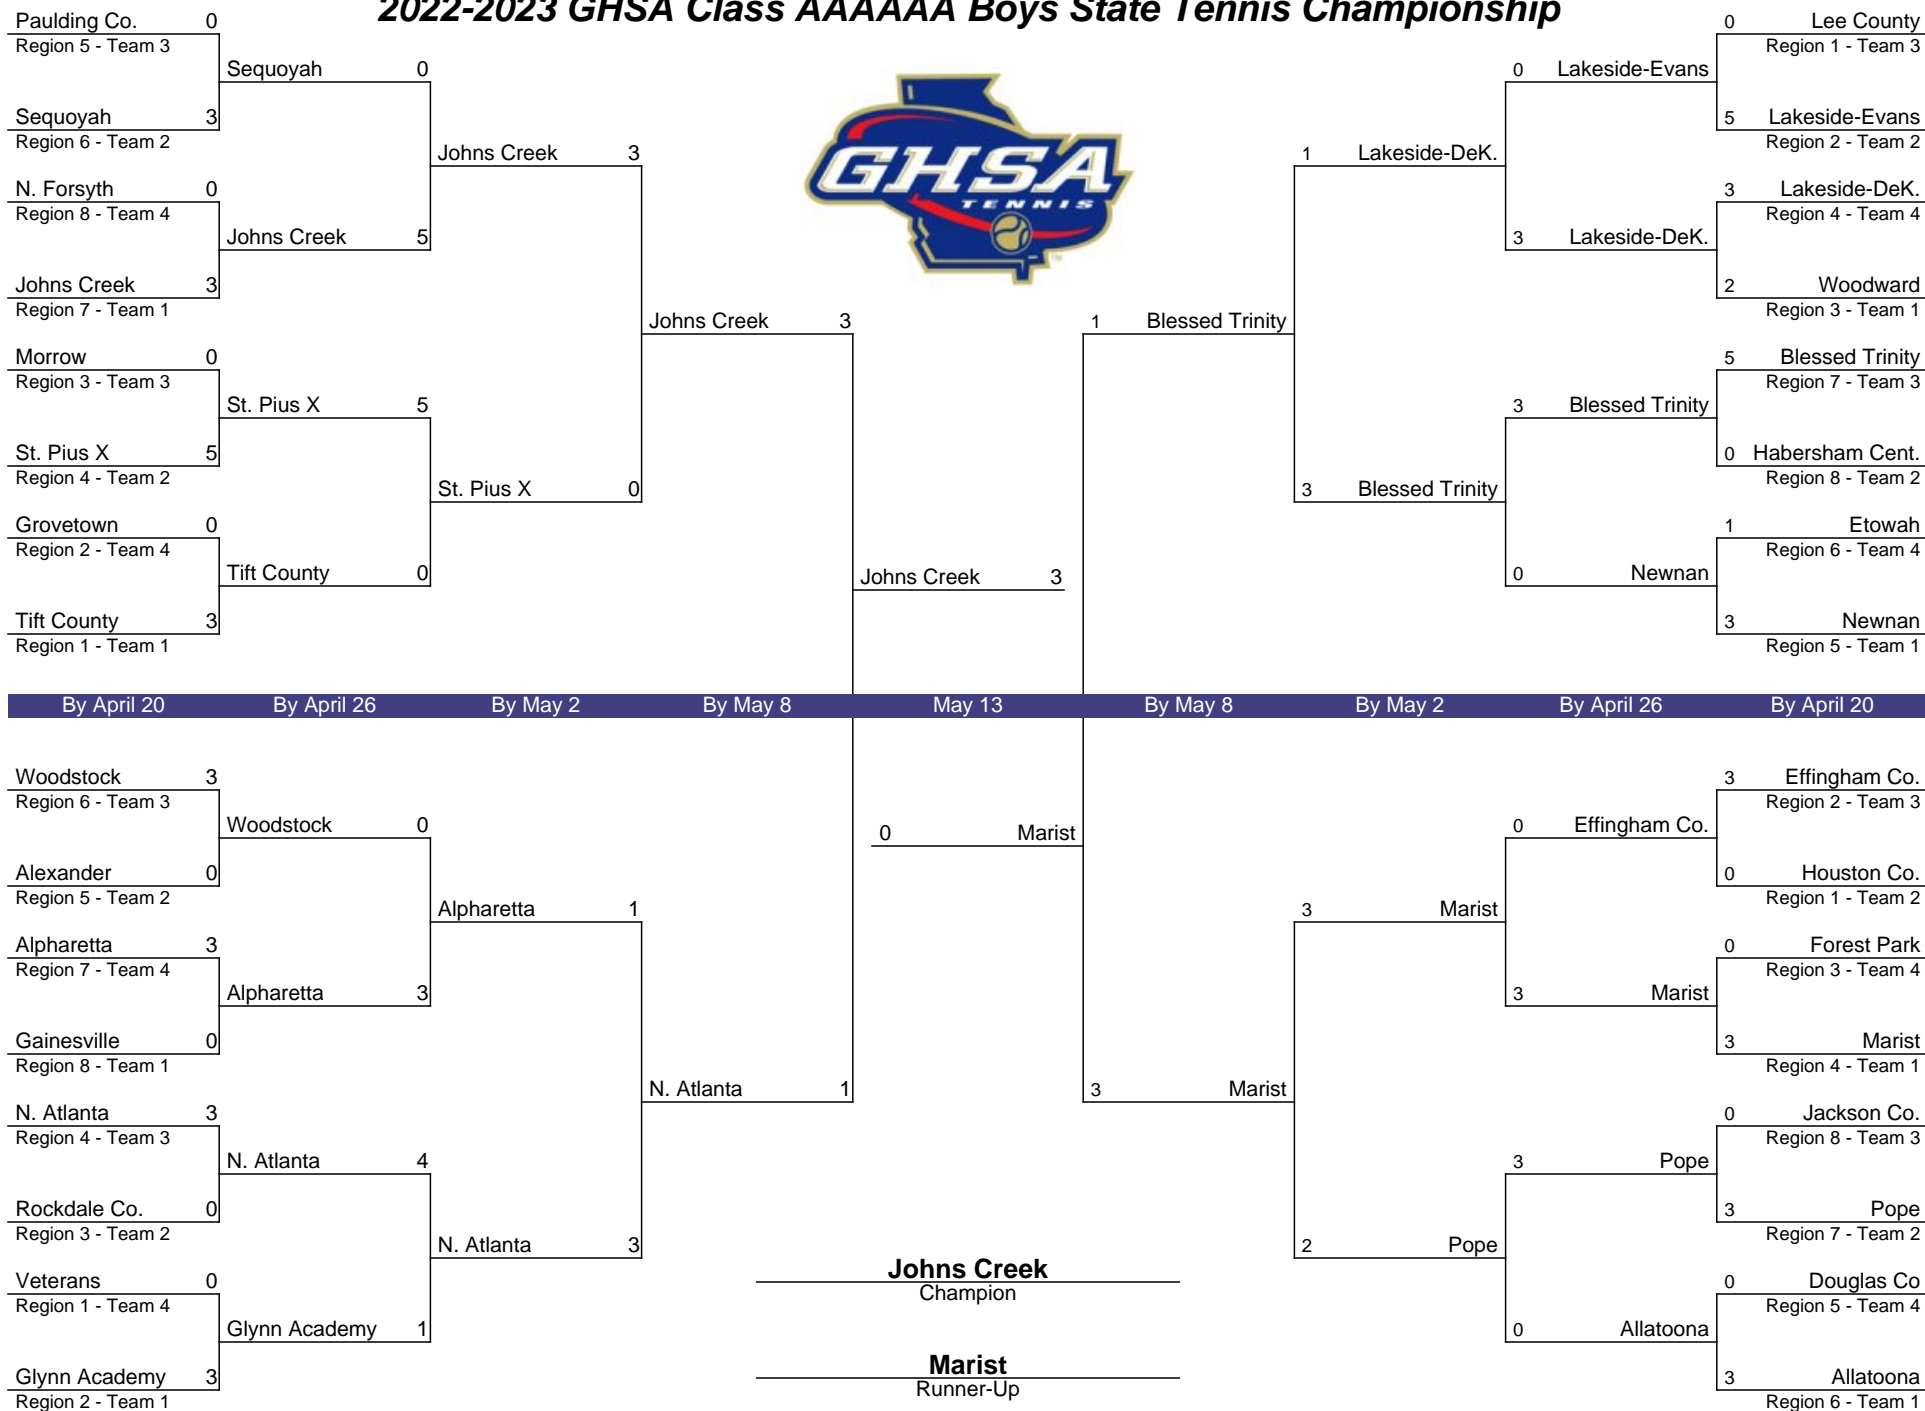 2022-2023 GHSA Class AAAAAA Boys State Tennis Championship
Paulding Co. 0
Region 5 - Team 3
Sequoyah 0
Sequoyah 3
Region 6 - Team 2
Johns Creek 3
N. Forsyth 0
Region 8 - Team 4
Johns Creek 5
Johns Creek 3
Region 7 - Team 1
Johns Creek 3
Morrow 0
Region 3 - Team 3
St. Pius X 5
St. Pius X 5
Region 4 - Team 2
St. Pius X 0
Grovetown 0
Region 2 - Team 4
Tift County 0
Tift County 3
Region 1 - Team 1
Johns Creek 3
GHSA
TENNIS
TM
0 Lee County
Region 1 - Team 3
0 Lakeside-Evans
5 Lakeside-Evans
Region 2 - Team 2
1 Lakeside-DeK.
3 Lakeside-DeK.
Region 4 - Team 4
3 Lakeside-DeK.
2 Woodward
Region 3 - Team 1
1 Blessed Trinity
5 Blessed Trinity
Region 7 - Team 3
3 Blessed Trinity
0 Habersham Cent.
Region 8 - Team 2
3 Blessed Trinity
1 Etowah
Region 6 - Team 4
0 Newnan
3 Newnan
Region 5 - Team 1
By April 20 By April 26 By May 2 By May 8 May 13 By May 8 By May 2 By April 26 By April 20
Woodstock 3
Region 6 - Team 3
Woodstock 0
Alexander 0
Region 5 - Team 2
Alpharetta 1
Alpharetta 3
Region 7 - Team 4
Alpharetta 3
Gainesville 0
Region 8 - Team 1
N. Atlanta 1
N. Atlanta 3
Region 4 - Team 3
N. Atlanta 4
Rockdale Co. 0
Region 3 - Team 2
N. Atlanta 3
Veterans 0
Region 1 - Team 4
Glynn Academy 1
Glynn Academy 3
Region 2 - Team 1
0 Marist
3 Effingham Co.
Region 2 - Team 3
0 Effingham Co.
0 Houston Co.
Region 1 - Team 2
3 Marist
0 Forest Park
Region 3 - Team 4
3 Marist
3 Marist
Region 4 - Team 1
3 Marist
0 Jackson Co.
Region 8 - Team 3
3 Pope
3 Pope
Region 7 - Team 2
2 Pope
0 Douglas Co
Region 5 - Team 4
0 Allatoona
3 Allatoona
Region 6 - Team 1
Johns Creek
Champion
Marist
Runner-Up